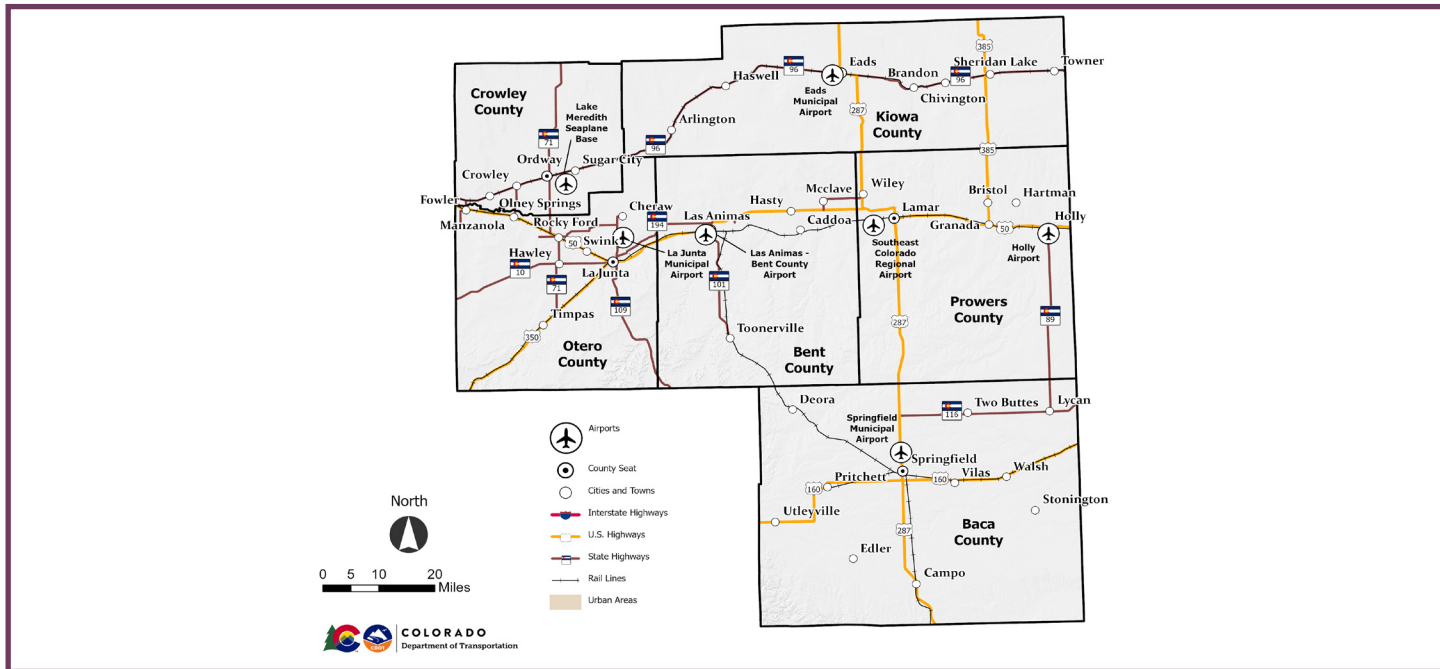 385
Eads
Sheridan Lake
Towner
96
Haswell
Brandon
96
Crowley
County
Eads
Municipal
Airport
Chivington
Lake
Meredith
Seaplane
Base
287
Kiowa
County
Arlington
71
96
385
Ordway
Sugar City
Crowley
Mcclave
Wiley
Bristol
Hartman
Fowler
Olney Springs
Hasty
Cheraw
Lamar
Las Animas
Holly
Manzanola
Rocky Ford
194
Caddoa
Granada
50
50
Swink
Hawley
La Junta
Municipal
Airport
Las Animas -
Bent County
Airport
Southeast
Colorado
Regional
Airport
Holly
Airport
10
La Junta
71
101
109
Prowers
County
Timpas
287
89
350
Toonerville
Otero
County
Bent
County
Deora
Two Buttes
Lycan
116
Springfield
Municipal
Airport
Springfield
Walsh
Pritchett
160
Vilas
160
Stonington
Utleyville
287
Baca
County
Edler
Campo
Airports
County Seat
Cities and Towns
Interstate Highways
U.S. Highways
State Highways
Rail Lines
Urban Areas
North
0 5 10 20
Miles
COLORADO
Department of Transportation
CDOT